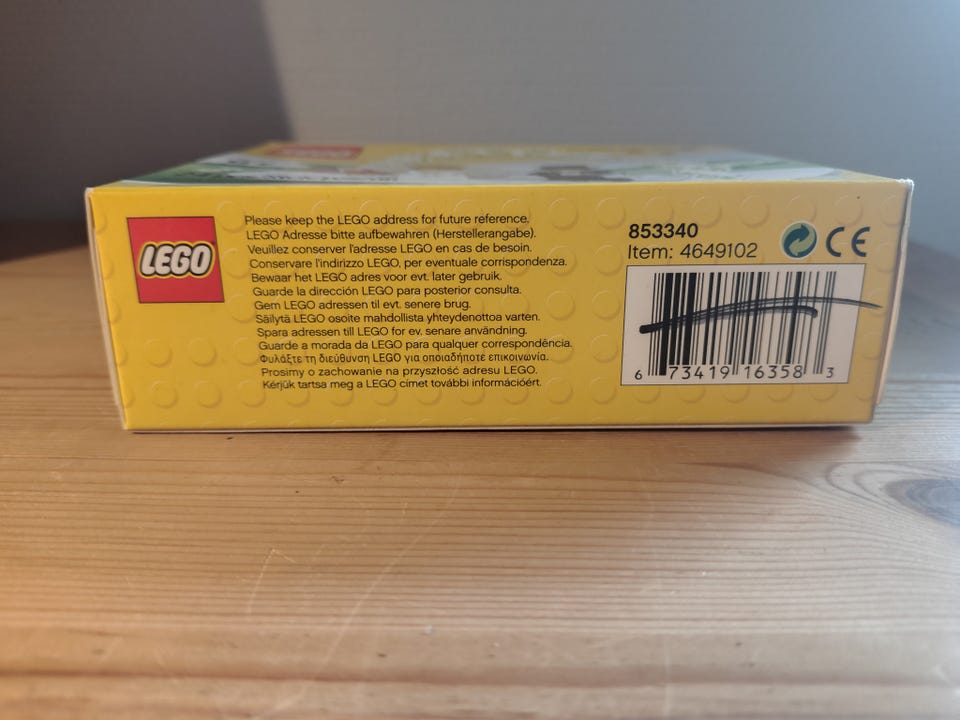 LEGO
Please keep the LEGO address for future reference.
LEGO Adresse bitte aufbewahren (Herstellerangabe).
Veuillez conserver l'adresse LEGO en cas de besoin.
Conservare l'indirizzo LEGO, per eventuale corrispondenza.
Bewaar het LEGO adres voor evt. later gebruik.
Guarde la dirección LEGO para posterior consulta.
Gem LEGO adressen til evt. senere brug.
Säilytä LEGO osoite mahdollista yhteydenottoa varten.
Spara adressen till LEGO for ev. senare användning.
Guarde a morada da LEGO para qualquer correspondência.
Φυλάξτε τη διεύθυνση LEGO για οποιαδήποτε επικοινωνία.
Prosimy o zachowanie na przyszłość adresu LEGO.
Kérjük tartsa meg a LEGO címet további információért.
853340
Item: 4649102
CE
6 73419 16358 3